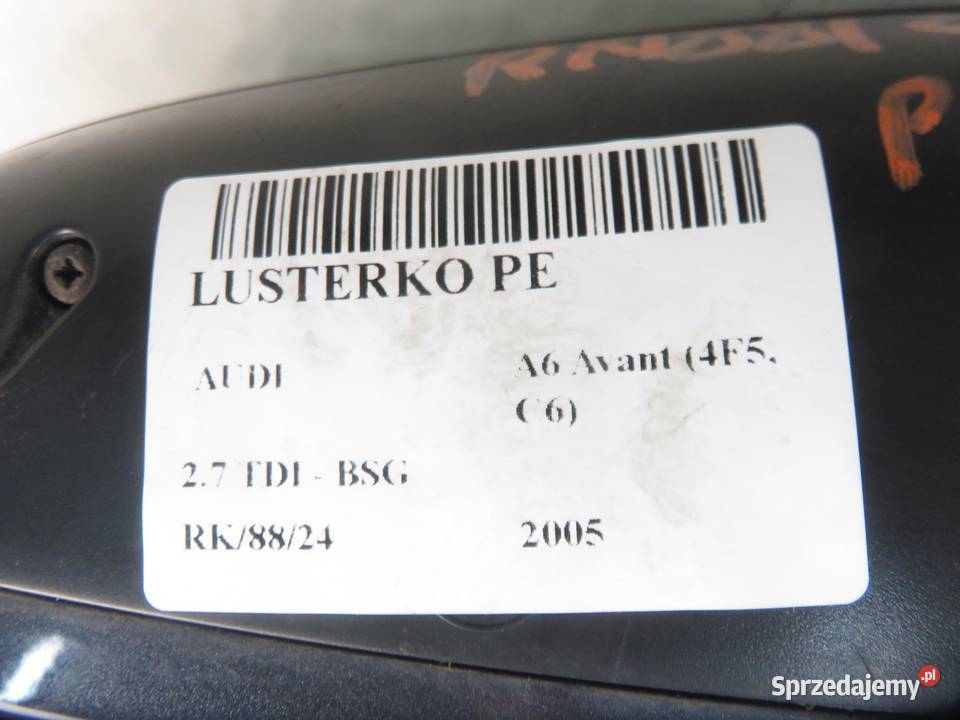 P
LUSTERKO PE
AUDI
A6 Avant (4F5,
C6)
2.7 TDI - BSG
RK/88/24
2005
Sprzedajemy.pl